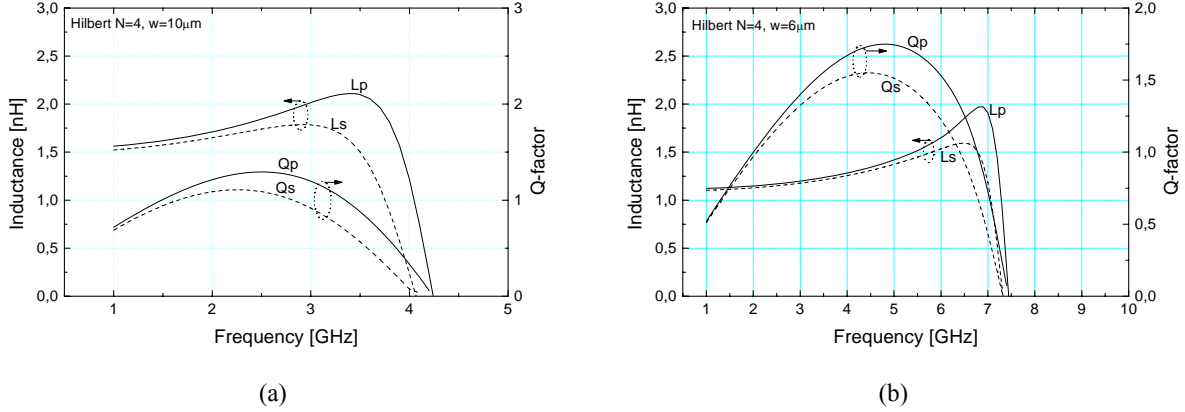 Hilbert N=4, w=10μm
Inductance [nH]
3,0
2,5
2,0
1,5
1,0
0,5
0,0
Lp
Ls
Qp
Qs
3
2
1
0
Q-factor
1 2 3 4 5
Frequency [GHz]
(a)
Hilbert N=4, w=6μm
Inductance [nH]
3,0
2,5
2,0
1,5
1,0
0,5
0,0
Qp
Qs
Lp
Ls
2,0
1,5
1,0
0,5
0,0
Q-factor
1 2 3 4 5 6 7 8 9 10
Frequency [GHz]
(b)